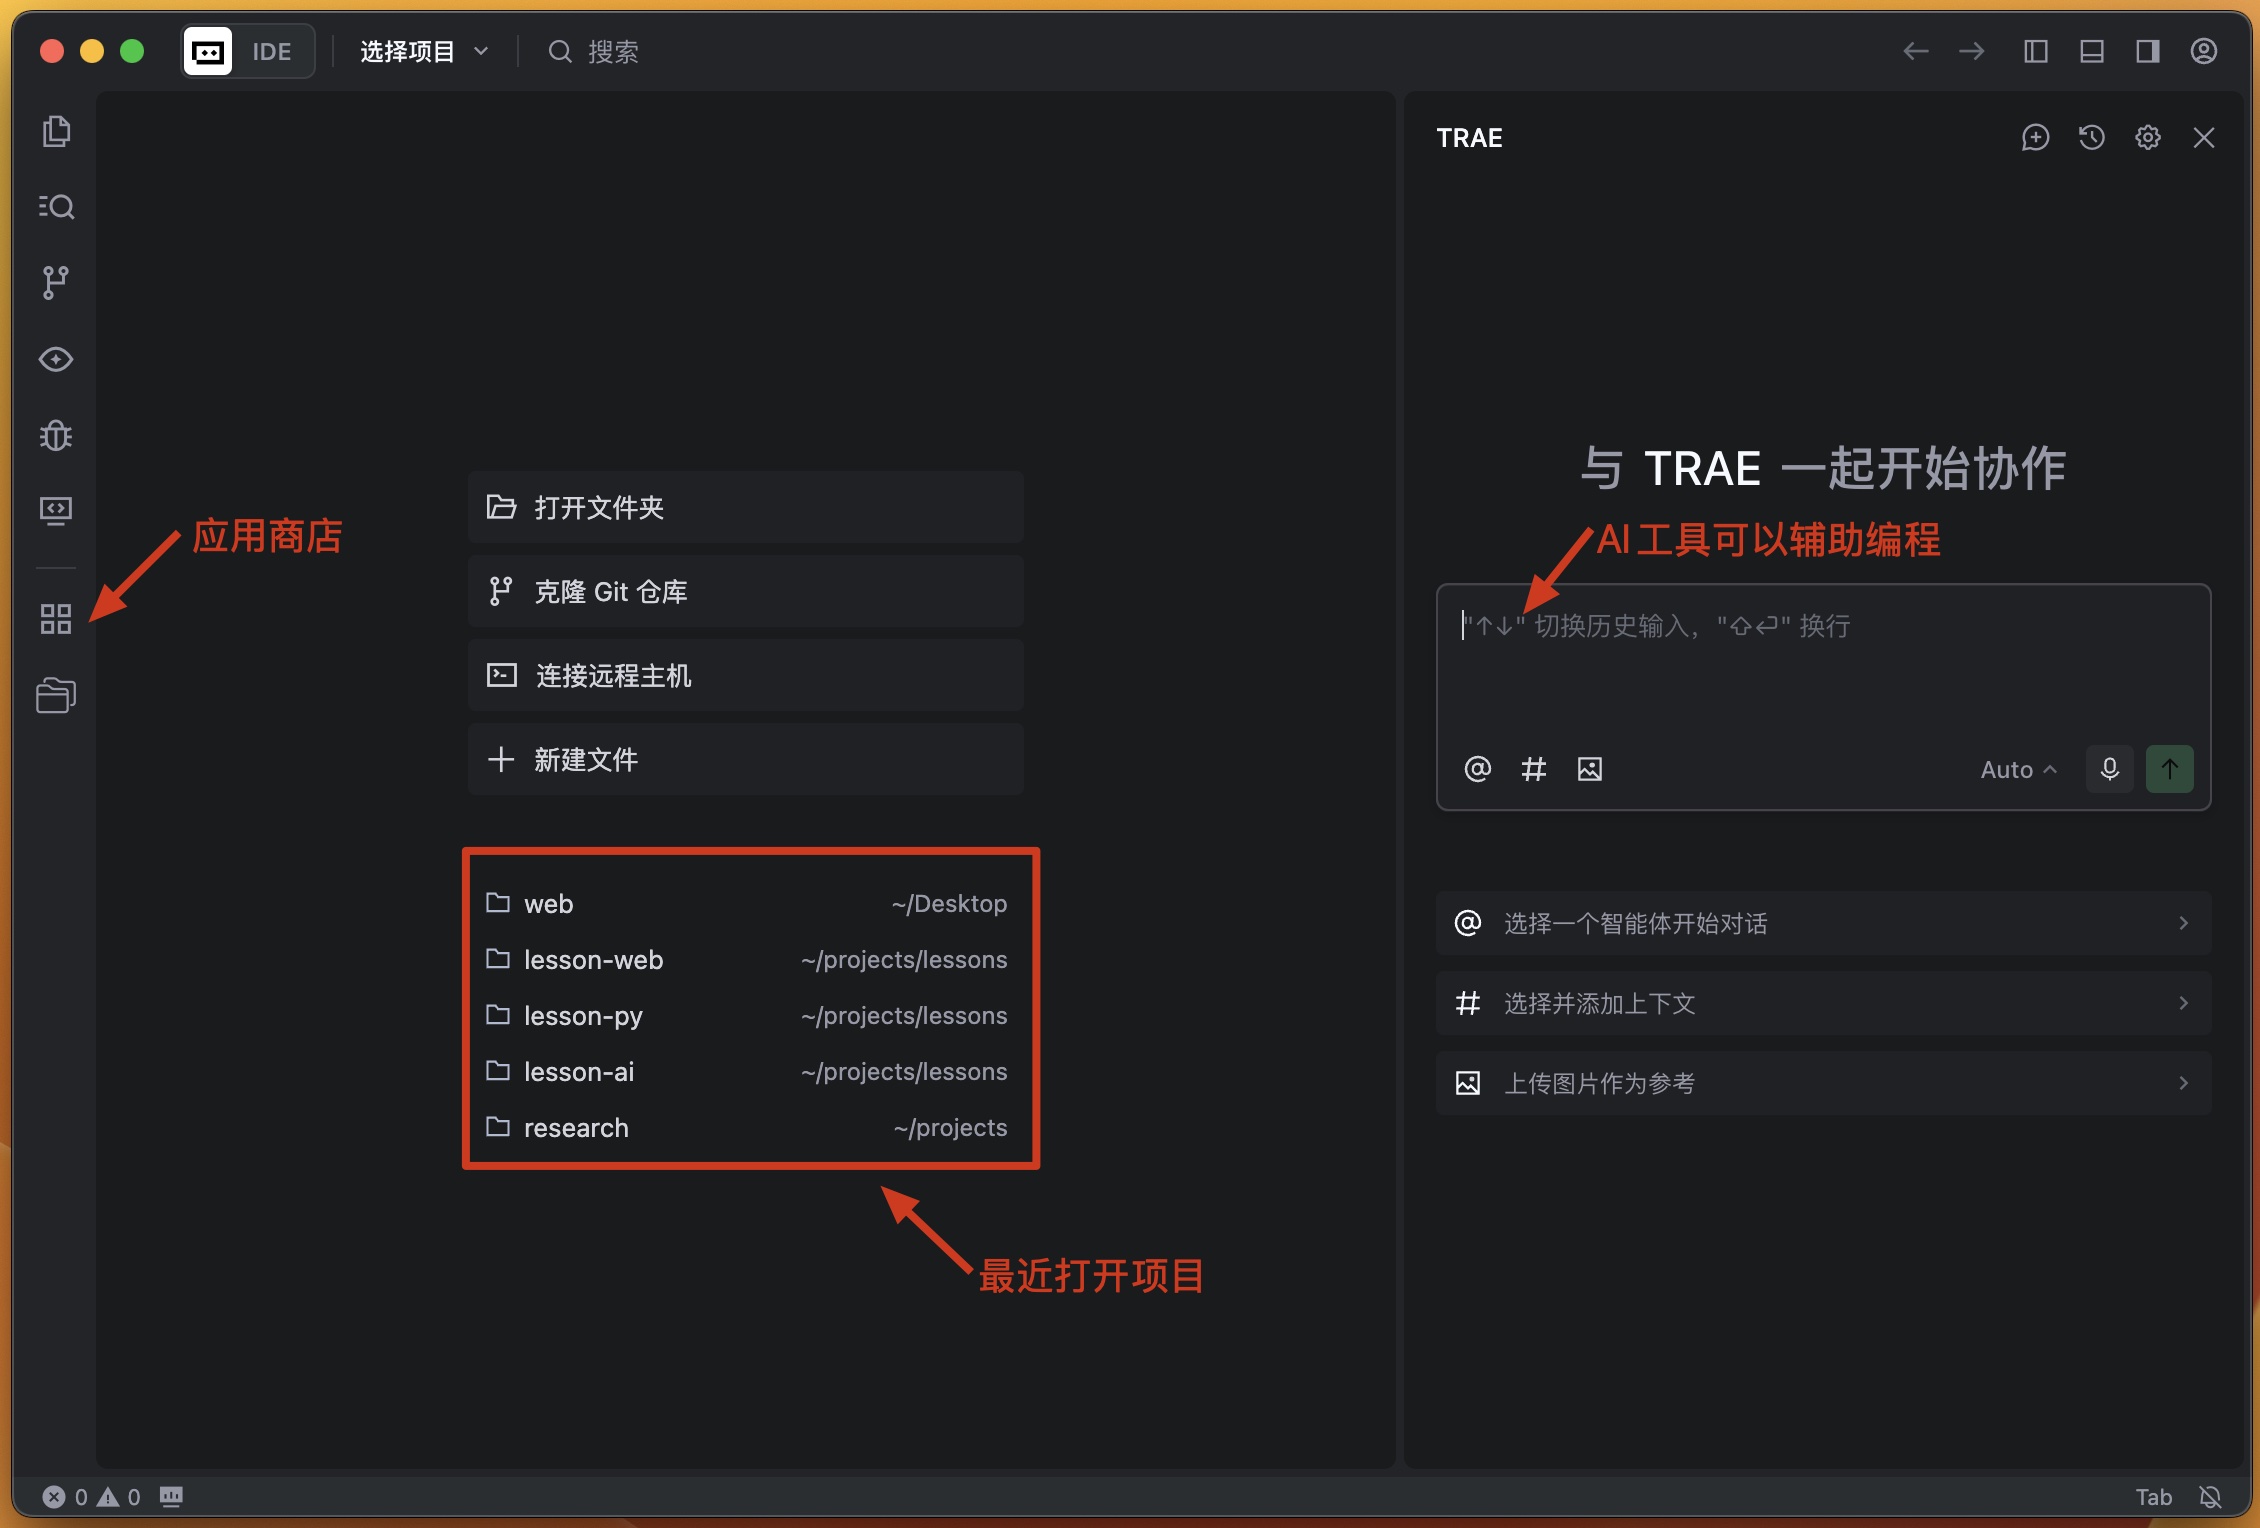 IDE
选择项目
搜索
应用商店
打开文件夹
克隆 Git 仓库
连接远程主机
新建文件
web ~/Desktop
lesson-web ~/projects/lessons
lesson-py ~/projects/lessons
lesson-ai ~/projects/lessons
research ~/projects
最近打开项目
TRAE
与 TRAE 一起开始协作
AI 工具可以辅助编程
"↑↓" 切换历史输入，"⇧⏎" 换行
Auto
选择一个智能体开始对话
选择并添加上下文
上传图片作为参考
0 0
Tab